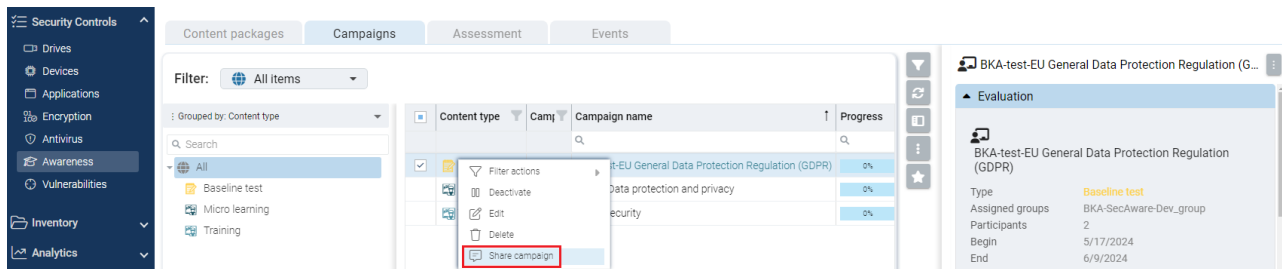 Security Controls
Drives
Devices
Applications
Encryption
Antivirus
Awareness
Vulnerabilities
Inventory
Analytics
Content packages
Campaigns
Assessment
Events
Filter:
All items
Grouped by: Content type
Search
All
Baseline test
Micro learning
Training
Content type
Camp
Campaign name
Progress
t-EU General Data Protection Regulation (GDPR)
0%
Data protection and privacy
0%
ecurity
0%
Filter actions
Deactivate
Edit
Delete
Share campaign
BKA-test-EU General Data Protection Regulation (G...
Evaluation
BKA-test-EU General Data Protection Regulation
(GDPR)
Type Baseline test
Assigned groups BKA-SecAware-Dev_group
Participants 2
Begin 5/17/2024
End 6/9/2024